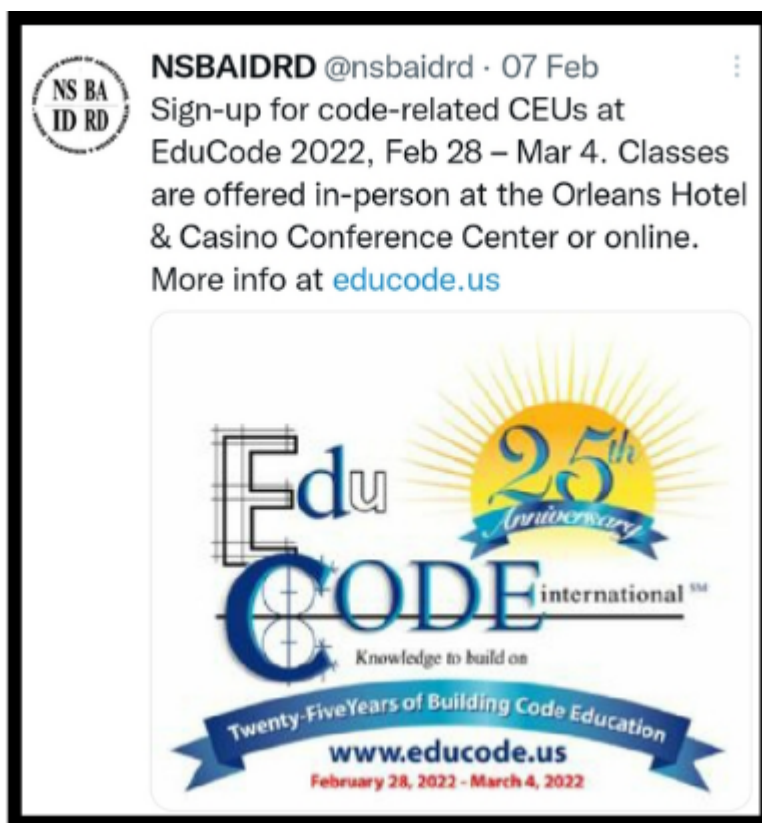 NSBAIDRD @nsbaidrd · 07 Feb
NS BA
ID RD
Sign-up for code-related CEUs at
EduCode 2022, Feb 28 – Mar 4. Classes
are offered in-person at the Orleans Hotel
& Casino Conference Center or online.
More info at educode.us
25th
Anniversary
Edu
CODE international SM
Knowledge to build on
Twenty-FiveYears of Building Code Education
www.educode.us
February 28, 2022 - March 4, 2022